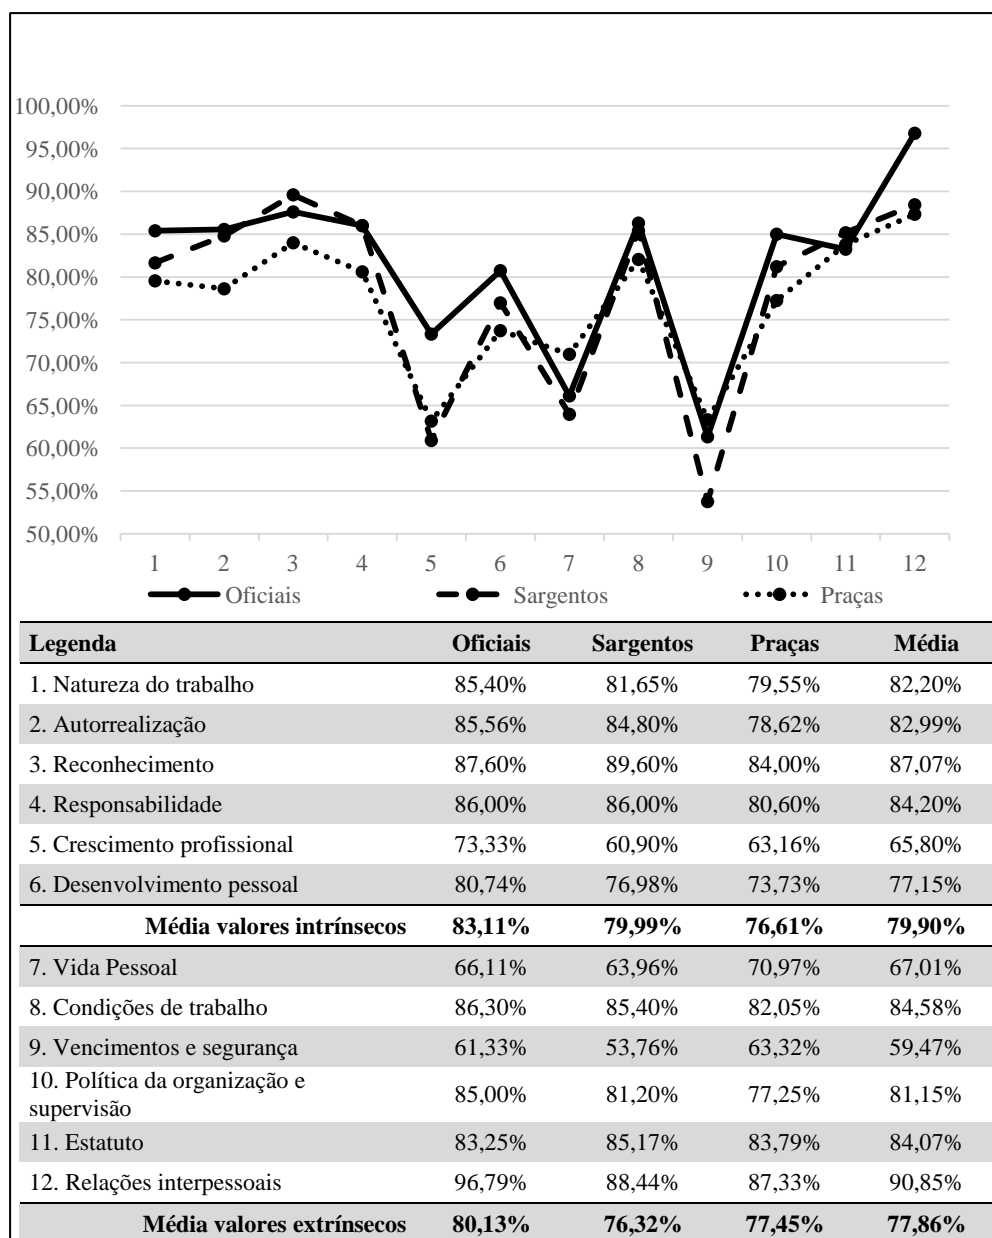 100,00%
95,00%
90,00%
85,00%
80,00%
75,00%
70,00%
65,00%
60,00%
55,00%
50,00%
1 2 3 4 5 6 7 8 9 10 11 12
Oficiais Sargentos Praças
Legenda Oficiais Sargentos Praças Média
1. Natureza do trabalho 85,40% 81,65% 79,55% 82,20%
2. Autorrealização 85,56% 84,80% 78,62% 82,99%
3. Reconhecimento 87,60% 89,60% 84,00% 87,07%
4. Responsabilidade 86,00% 86,00% 80,60% 84,20%
5. Crescimento profissional 73,33% 60,90% 63,16% 65,80%
6. Desenvolvimento pessoal 80,74% 76,98% 73,73% 77,15%
Média valores intrínsecos 83,11% 79,99% 76,61% 79,90%
7. Vida Pessoal 66,11% 63,96% 70,97% 67,01%
8. Condições de trabalho 86,30% 85,40% 82,05% 84,58%
9. Vencimentos e segurança 61,33% 53,76% 63,32% 59,47%
10. Política da organização e
supervisão 85,00% 81,20% 77,25% 81,15%
11. Estatuto 83,25% 85,17% 83,79% 84,07%
12. Relações interpessoais 96,79% 88,44% 87,33% 90,85%
Média valores extrínsecos 80,13% 76,32% 77,45% 77,86%